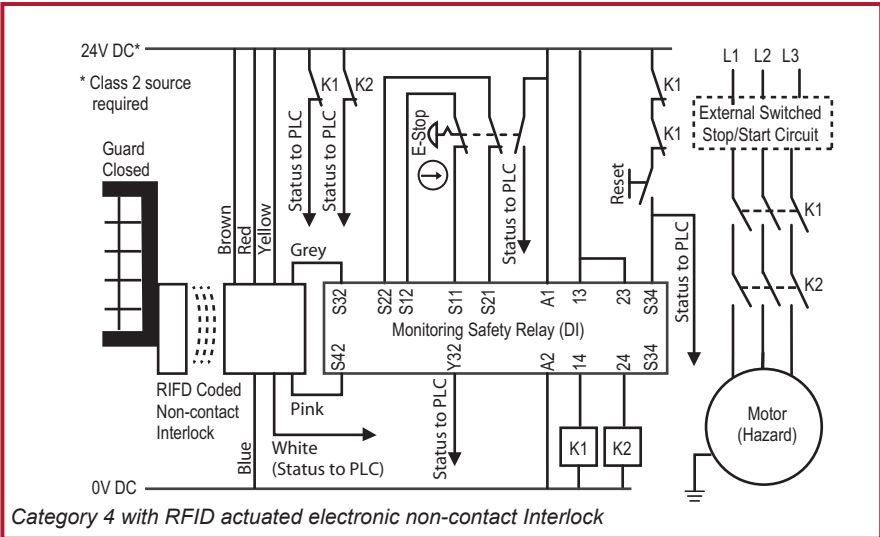 24V DC*
* Class 2 source
required
Guard
Closed
Brown
Red
Yellow
Status to PLC
K1
Status to PLC
K2
E-Stop
Status to PLC
K1
K1
Reset
Status to PLC
L1 L2 L3
External Switched
Stop/Start Circuit
K1
K2
Grey
S32
S22
S12
S11
S21
A1
13
23
S34
Monitoring Safety Relay (DI)
S42
Y32
A2
14
24
S34
RIFD Coded
Non-contact
Interlock
Pink
White
(Status to PLC)
Blue
Status to PLC
K1
K2
Motor
(Hazard)
0V DC
Category 4 with RFID actuated electronic non-contact Interlock